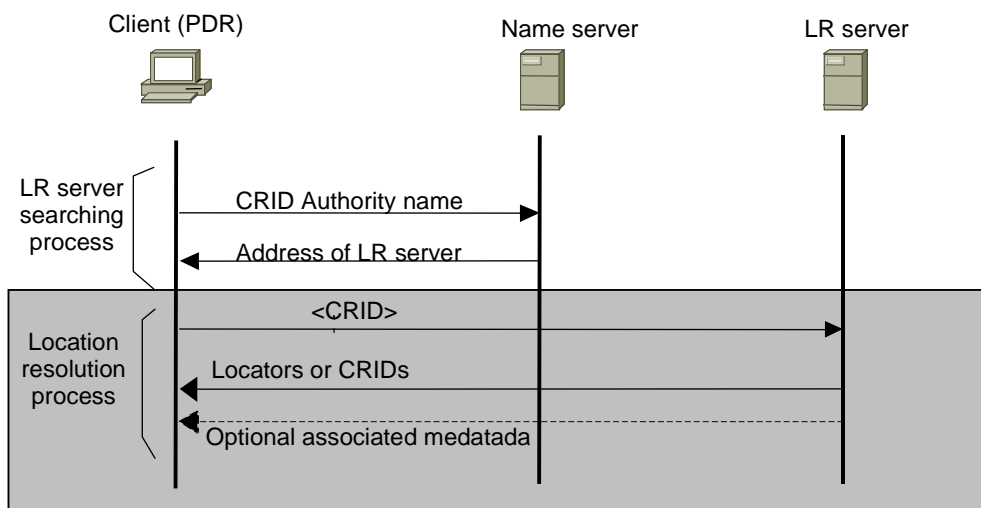 Client (PDR)
Name server
LR server
LR server
searching
process
CRID Authority name
Address of LR server
<CRID>
Location
resolution
process
Locators or CRIDs
Optional associated medatada